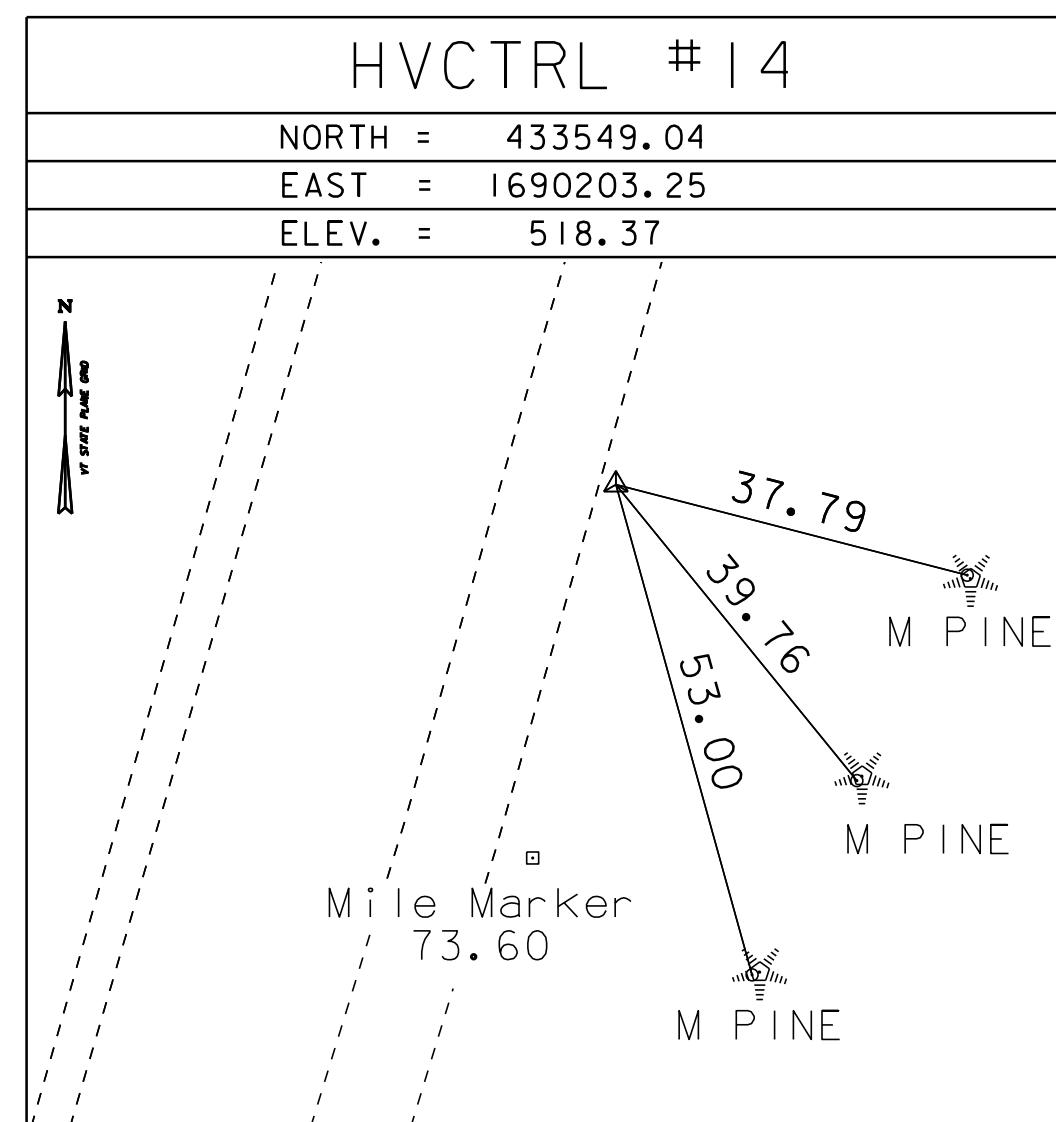 HVCTRL #14
NORTH = 433549.04
EAST = 1690203.25
ELEV. = 518.37
N
VT STATE PLANE GRID
37.79
39.76
53.00
M PINE
M PINE
Mile Marker
73.60
M PINE